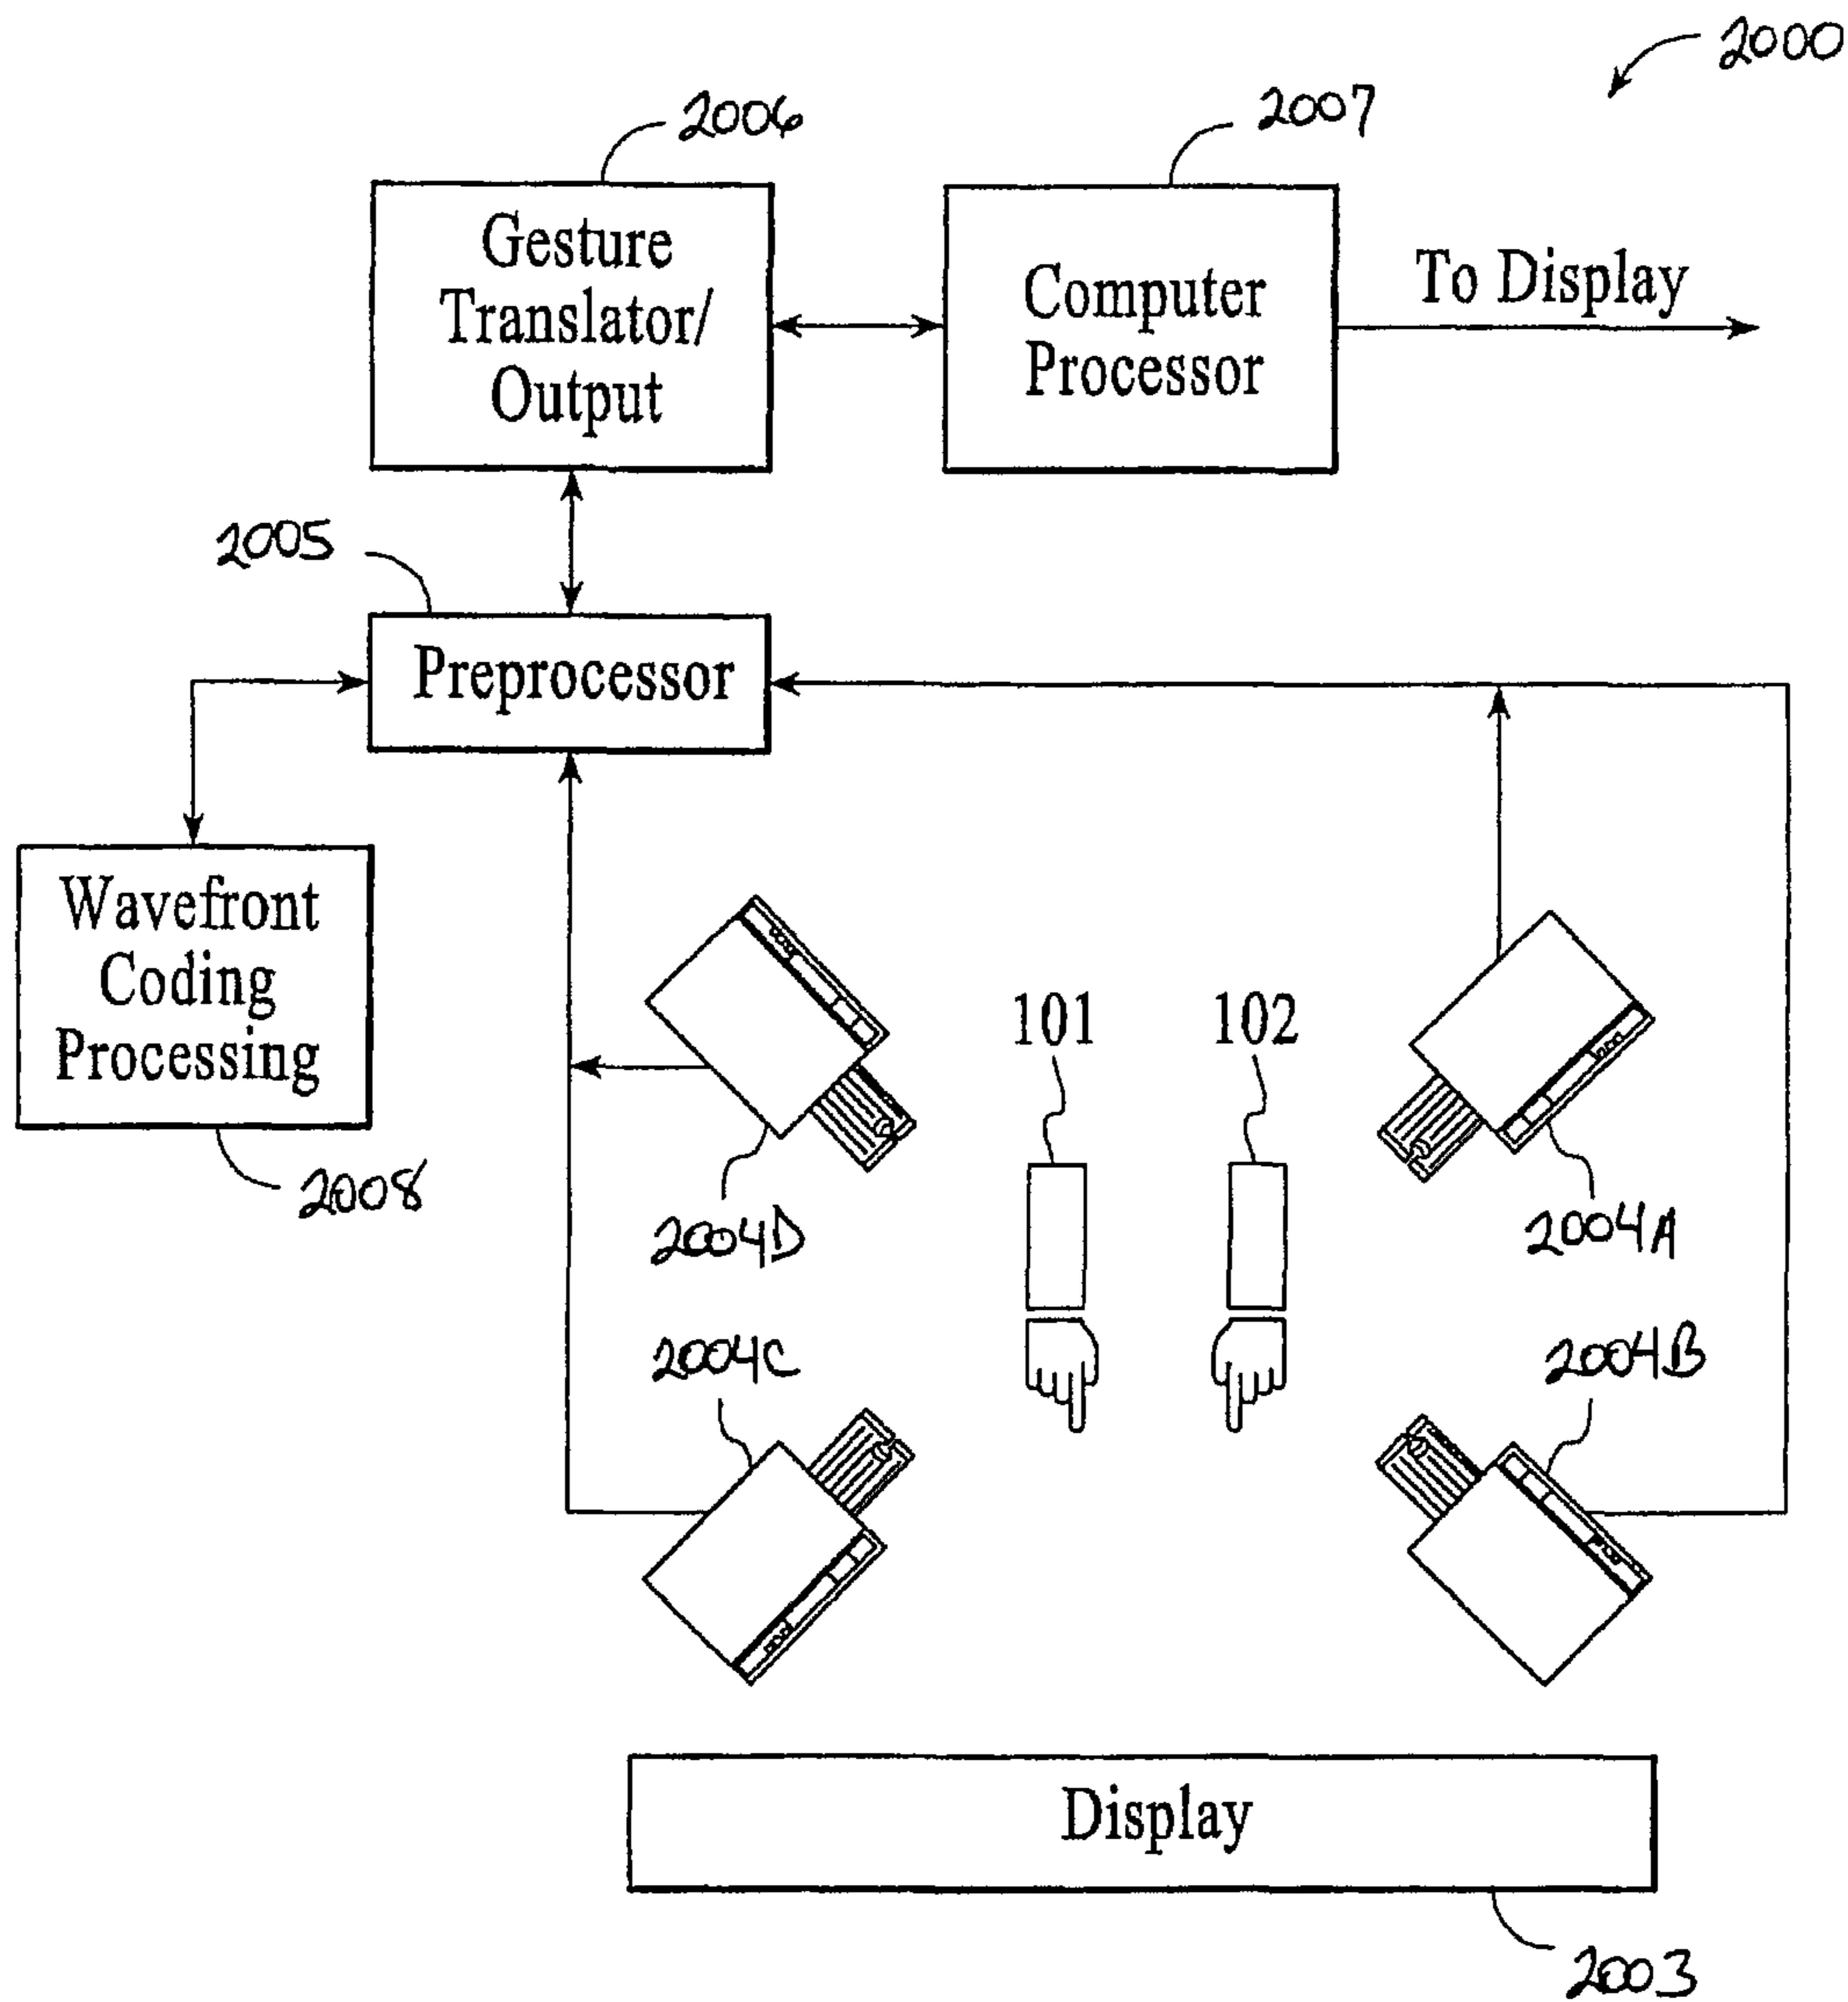 2000
2006
2007
Gesture
Translator/
Output
Computer
Processor
To Display
2005
Preprocessor
Wavefront
Coding
Processing
2008
101
102
2004D
2004A
2004C
2004B
Display
2003